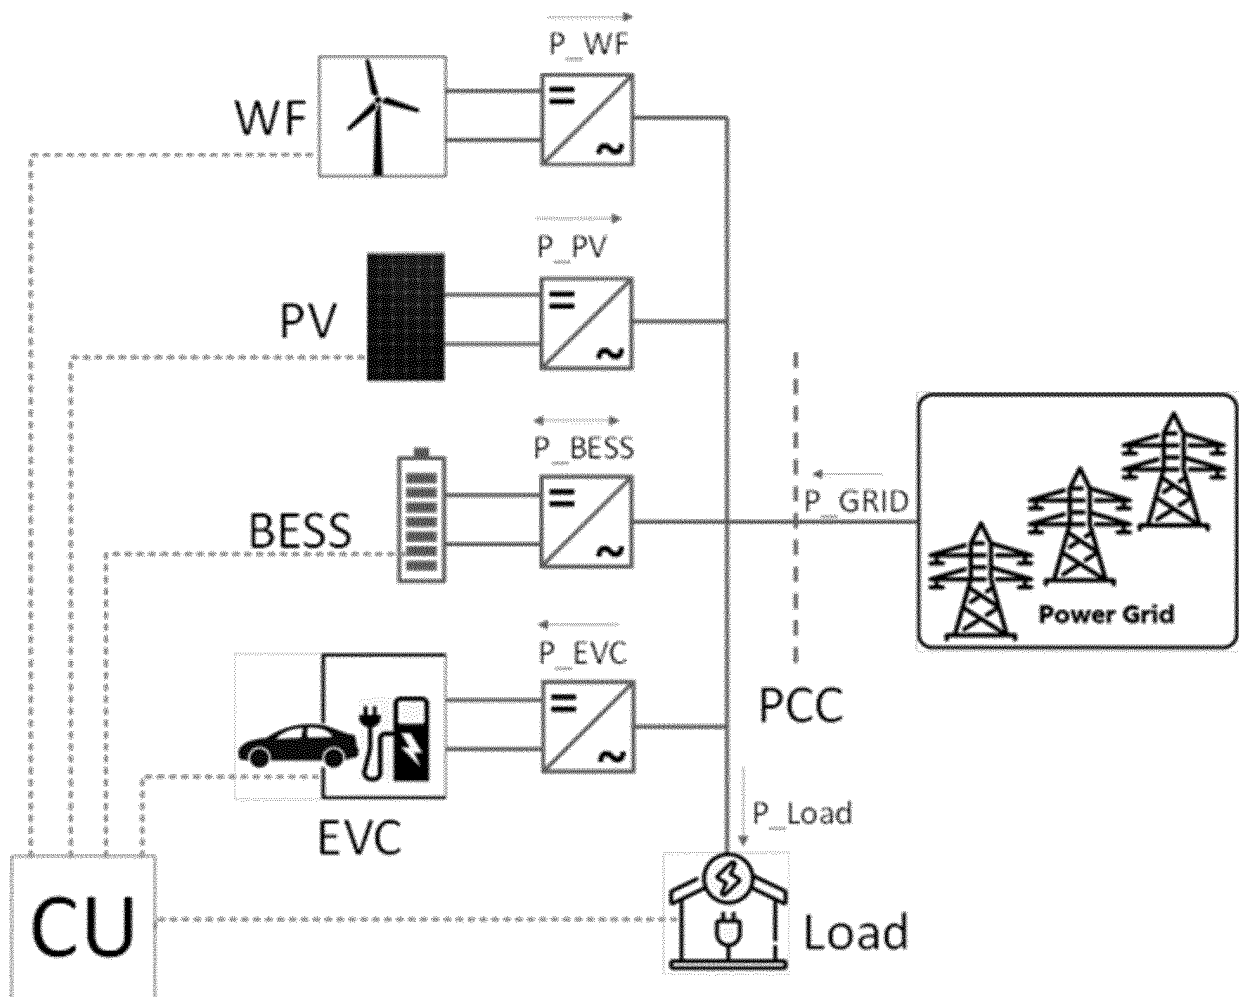 P_WF
WF
P_PV
PV
P_BESS
BESS
P_GRID
Power Grid
P_EVC
PCC
EVC
P_Load
CU
Load